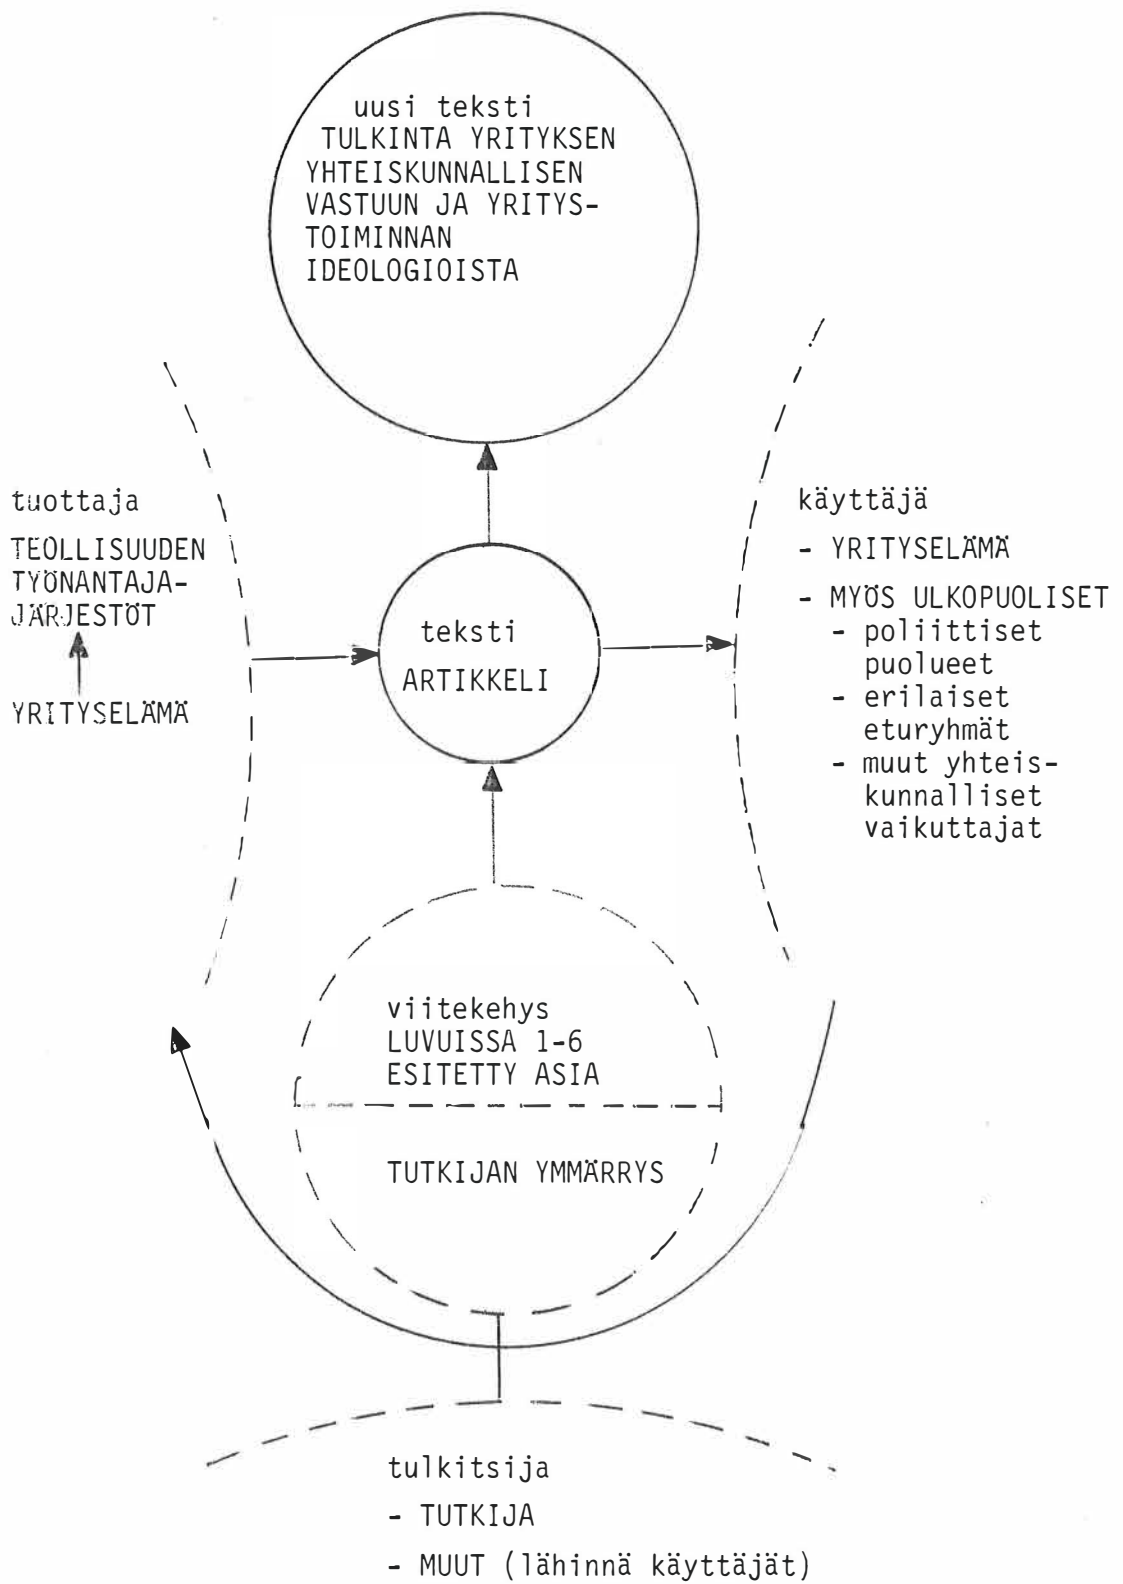 uusi teksti
TULKINTA YRITYKSEN
YHTEISKUNNALLISEN
VASTUUN JA YRITYS-
TOIMINNAN
IDEOLOGIOISTA
tuottaja
TEOLLISUUDEN
TYÖNANTAJA-
JÄRJESTÖT
YRITYSELÄMÄ
teksti
ARTIKKELI
käyttäjä
- YRITYSELÄMÄ
- MYÖS ULKOPUOLISET
- poliittiset
puolueet
- erilaiset
eturyhmät
- muut yhteis-
kunnalliset
vaikuttajat
viitekehys
LUVUISSA 1-6
ESITETTY ASIA
TUTKIJAN YMMÄRRYS
tulkitsija
- TUTKIJA
- MUUT (lähinnä käyttäjät)